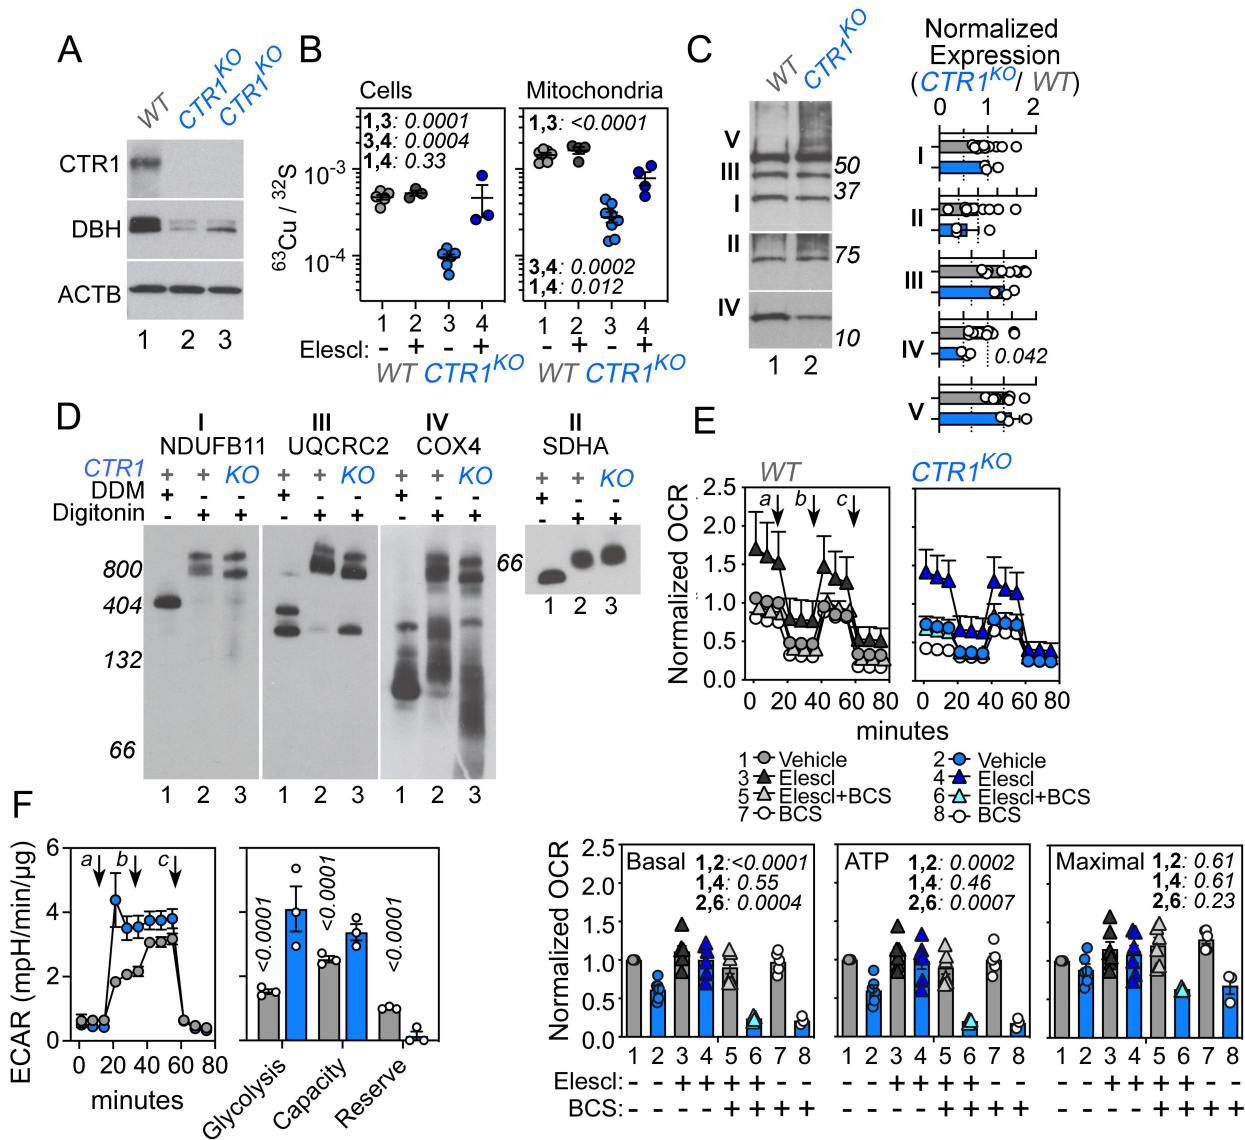 A
WT
CTR1KO
CTR1KO
CTR1
DBH
ACTB
1 2 3
B
Cells
Mitochondria
63Cu / 32S
10-3
10-4
1,3: 0.0001
3,4: 0.0004
1,4: 0.33
1,3: <0.0001
3,4: 0.0002
1,4: 0.012
1 2 3 4
1 2 3 4
Elescl: - + - + - + - +
WT CTR1KO WT CTR1KO
C
WT
CTR1KO
V
III
I
II
IV
50
37
75
10
1 2
Normalized
Expression
(CTR1KO/ WT)
0 1 2
I
II
III
IV
0.042
V
D
I III IV II
NDUFB11 UQCRC2 COX4 SDHA
CTR1 + + KO + + KO + + KO + + KO
DDM + - - + - - + - - + - -
Digitonin - + + - + + - + + - + +
800
404
132
66
66
1 2 3 1 2 3 1 2 3
1 2 3
E
WT
CTR1KO
Normalized OCR
2.5
2.0
1.5
1.0
0.5
0.0
a b c
0 20 40 60 80
0 20 40 60 80
minutes
1 Vehicle
3 Elescl
5 Elescl+BCS
7 BCS
2 Vehicle
4 Elescl
6 Elescl+BCS
8 BCS
F
ECAR (mpH/min/µg)
6
4
2
0
a b c
0 20 40 60 80
minutes
<0.0001
<0.0001
<0.0001
Glycolysis
Capacity
Reserve
Normalized OCR
2.5
2.0
1.5
1.0
0.5
0.0
Basal
1,2: <0.0001
1,4: 0.55
2,6: 0.0004
ATP
1,2: 0.0002
1,4: 0.46
2,6: 0.0007
Maximal
1,2: 0.61
1,4: 0.61
2,6: 0.23
1 2 3 4 5 6 7 8
1 2 3 4 5 6 7 8
1 2 3 4 5 6 7 8
Elescl: - - + + + + - - - - + + + + - - - - + + + + - -
BCS: - - - - + + + + - - - - + + + + - - - - + + + +